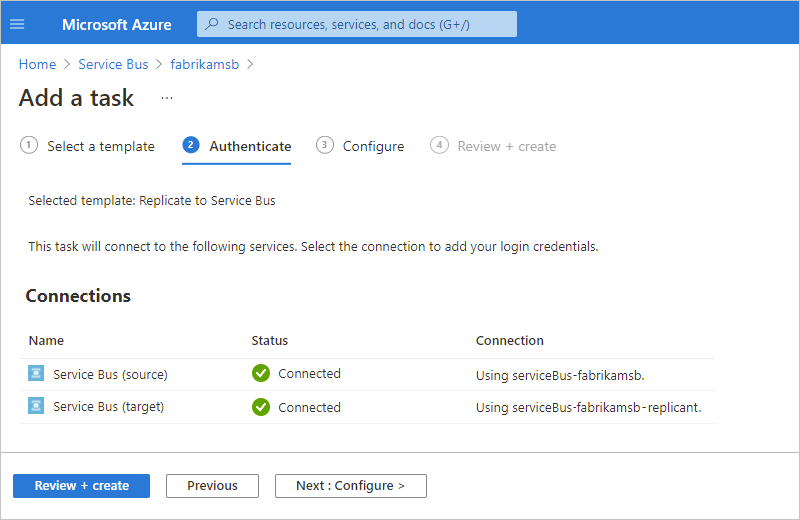 Microsoft Azure
Search resources, services, and docs (G+/)
Home > Service Bus > fabrikamsb >
Add a task ...
1 Select a template 2 Authenticate 3 Configure 4 Review + create
Selected template: Replicate to Service Bus
This task will connect to the following services. Select the connection to add your login credentials.
Connections
Name Status Connection
Service Bus (source) Connected Using serviceBus-fabrikamsb.
Service Bus (target) Connected Using serviceBus-fabrikamsb-replicant.
Review + create Previous Next : Configure >